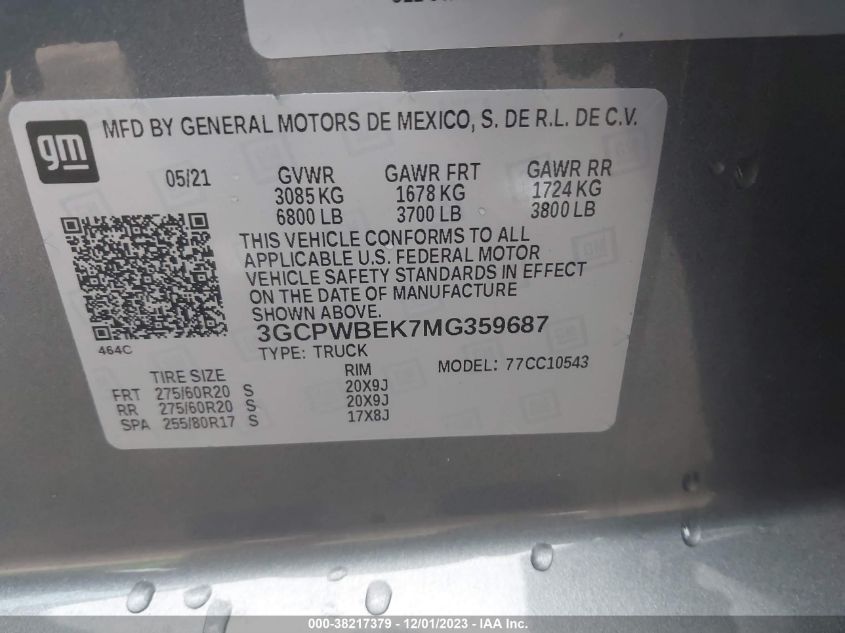 gm
MFD BY GENERAL MOTORS DE MEXICO, S. DE R.L. DE C.V.
05/21 GVWR GAWR FRT GAWR RR
3085 KG 1678 KG 1724 KG
6800 LB 3700 LB 3800 LB
THIS VEHICLE CONFORMS TO ALL
APPLICABLE U.S. FEDERAL MOTOR
VEHICLE SAFETY STANDARDS IN EFFECT
ON THE DATE OF MANUFACTURE
SHOWN ABOVE.
3GCPWBEK7MG359687
464C
TYPE: TRUCK MODEL: 77CC10543
TIRE SIZE RIM
FRT 275/60R20 S 20X9J
RR 275/60R20 S 20X9J
SPA 255/80R17 S 17X8J
000-38217379 - 12/01/2023 - IAA Inc.